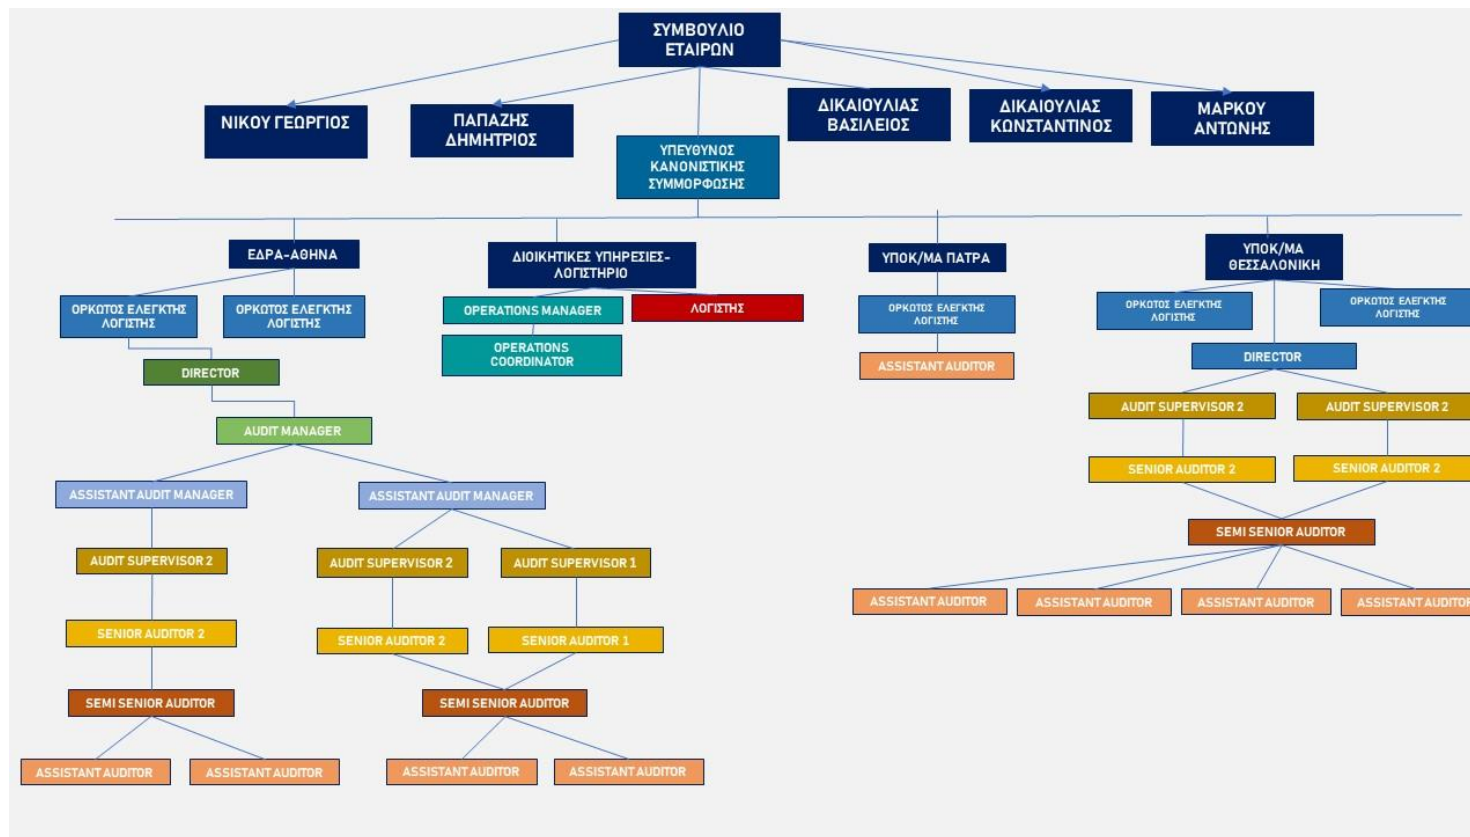 ΣΥΜΒΟΥΛΙΟ
ΕΤΑΙΡΩΝ
ΝΙΚΟΥ ΓΕΩΡΓΙΟΣ
ΠΑΠΑΖΗΣ
ΔΗΜΗΤΡΙΟΣ
ΔΙΚΑΙΟΥΛΙΑΣ
ΒΑΣΙΛΕΙΟΣ
ΔΙΚΑΙΟΥΛΙΑΣ
ΚΩΝΣΤΑΝΤΙΝΟΣ
ΜΑΡΚΟΥ
ΑΝΤΩΝΗΣ
ΥΠΕΥΘΥΝΟΣ
ΚΑΝΟΝΙΣΤΙΚΗΣ
ΣΥΜΜΟΡΦΩΣΗΣ
ΕΔΡΑ-ΑΘΗΝΑ
ΔΙΟΙΚΗΤΙΚΕΣ ΥΠΗΡΕΣΙΕΣ-
ΛΟΓΙΣΤΗΡΙΟ
ΥΠΟΚ/ΜΑ ΠΑΤΡΑ
ΥΠΟΚ/ΜΑ
ΘΕΣΣΑΛΟΝΙΚΗ
ΟΡΚΩΤΟΣ ΕΛΕΓΚΤΗΣ
ΛΟΓΙΣΤΗΣ
ΟΡΚΩΤΟΣ ΕΛΕΓΚΤΗΣ
ΛΟΓΙΣΤΗΣ
OPERATIONS MANAGER
ΛΟΓΙΣΤΗΣ
ΟΡΚΩΤΟΣ ΕΛΕΓΚΤΗΣ
ΛΟΓΙΣΤΗΣ
ΟΡΚΩΤΟΣ ΕΛΕΓΚΤΗΣ
ΛΟΓΙΣΤΗΣ
ΟΡΚΩΤΟΣ ΕΛΕΓΚΤΗΣ
ΛΟΓΙΣΤΗΣ
OPERATIONS
COORDINATOR
DIRECTOR
ASSISTANT AUDITOR
DIRECTOR
AUDIT MANAGER
AUDIT SUPERVISOR 2
AUDIT SUPERVISOR 2
ASSISTANT AUDIT MANAGER
ASSISTANT AUDIT MANAGER
SENIOR AUDITOR 2
SENIOR AUDITOR 2
SEMI SENIOR AUDITOR
AUDIT SUPERVISOR 2
AUDIT SUPERVISOR 2
AUDIT SUPERVISOR 1
ASSISTANT AUDITOR
ASSISTANT AUDITOR
ASSISTANT AUDITOR
ASSISTANT AUDITOR
SENIOR AUDITOR 2
SENIOR AUDITOR 2
SENIOR AUDITOR 1
SEMI SENIOR AUDITOR
SEMI SENIOR AUDITOR
ASSISTANT AUDITOR
ASSISTANT AUDITOR
ASSISTANT AUDITOR
ASSISTANT AUDITOR